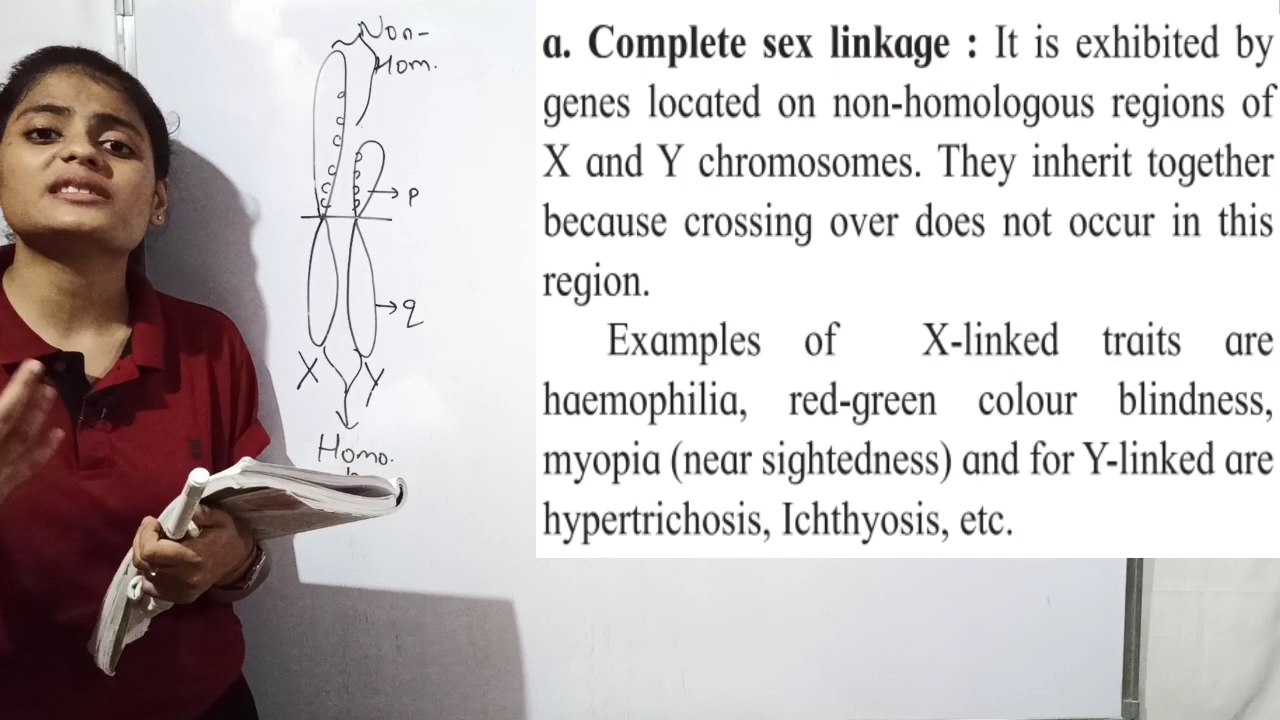 Non-
Hom.
p
q
X Y
Homo.
a. Complete sex linkage : It is exhibited by
genes located on non-homologous regions of
X and Y chromosomes. They inherit together
because crossing over does not occur in this
region.
Examples of X-linked traits are
haemophilia, red-green colour blindness,
myopia (near sightedness) and for Y-linked are
hypertrichosis, Ichthyosis, etc.